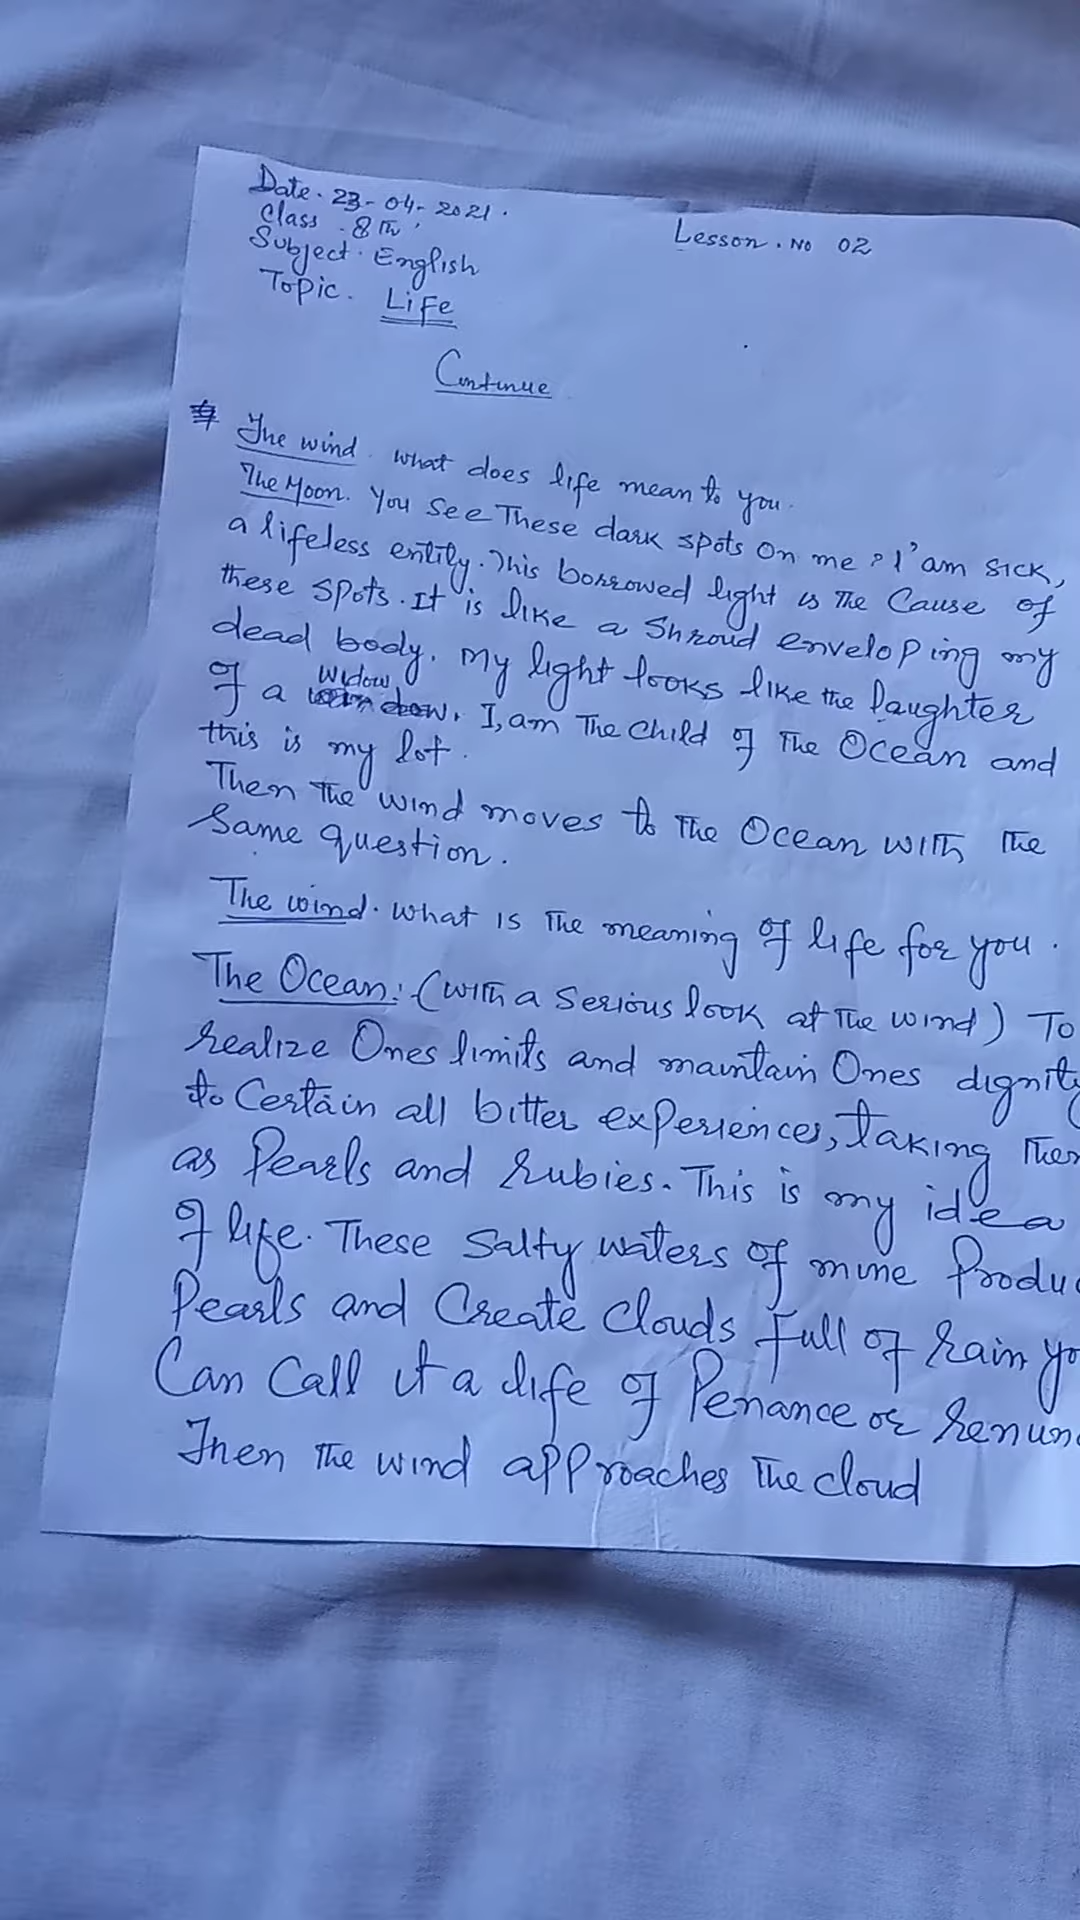 Date. 23-04-2021.
Class. 8th
Lesson. No 02
Subject. English
Topic. Life
Continue
The wind. what does life mean to you.
The Moon. You See These dark spots On me ? I'am sick,
a lifeless entity. This borrowed light is The Cause of
these spots. It is like a Shroud enveloping my
dead body. My light looks like the laughter
of a widow. I, am The Child of The Ocean and
this is my lot.
Then the wind moves to The Ocean with the
Same question.
The wind. what is The meaning of life for you.
The Ocean:- (with a Serious look at The wind) To
realize Ones limits and maintain Ones dignity
to Certain all bitter experiences, taking
as Pearls and rubies. This is my idea
of life. These Salty waters of mine Produ
Pearls and Create Clouds full of rain yo
Can Call it a life of Penance or renun
Then The wind approaches The cloud